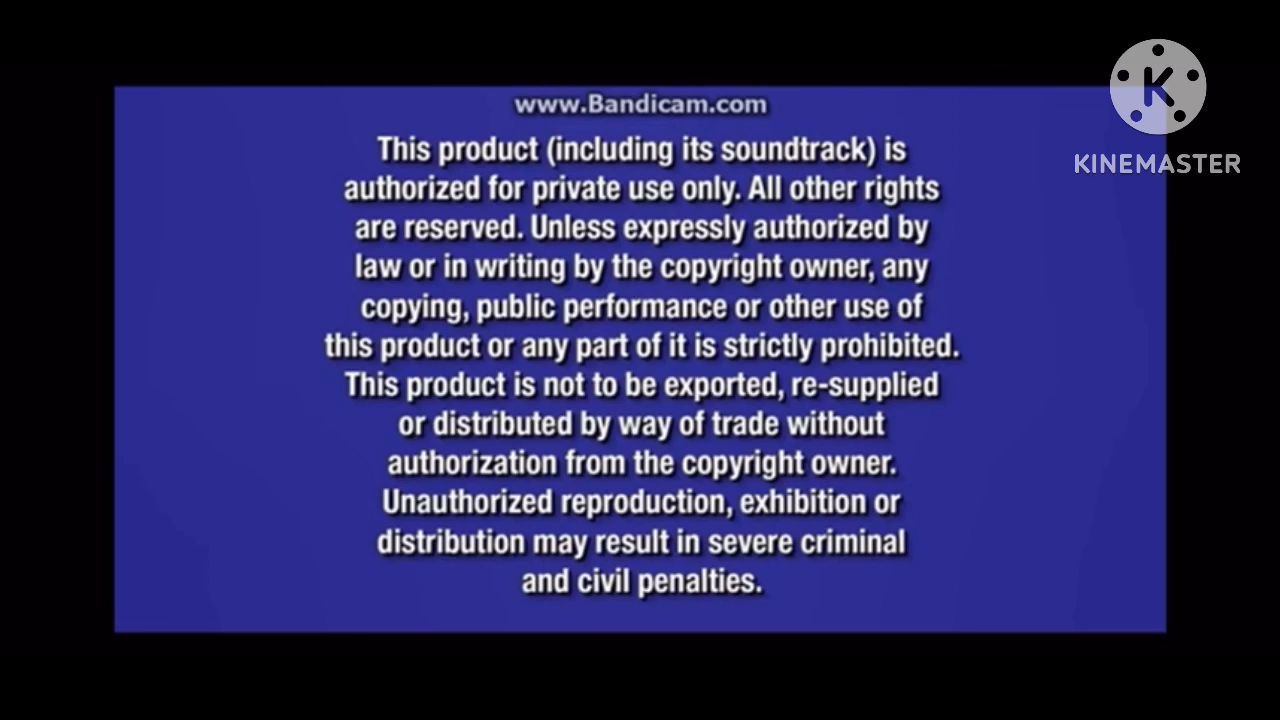 www.Bandicam.com
KINEMASTER
This product (including its soundtrack) is
authorized for private use only. All other rights
are reserved. Unless expressly authorized by
law or in writing by the copyright owner, any
copying, public performance or other use of
this product or any part of it is strictly prohibited.
This product is not to be exported, re-supplied
or distributed by way of trade without
authorization from the copyright owner.
Unauthorized reproduction, exhibition or
distribution may result in severe criminal
and civil penalties.